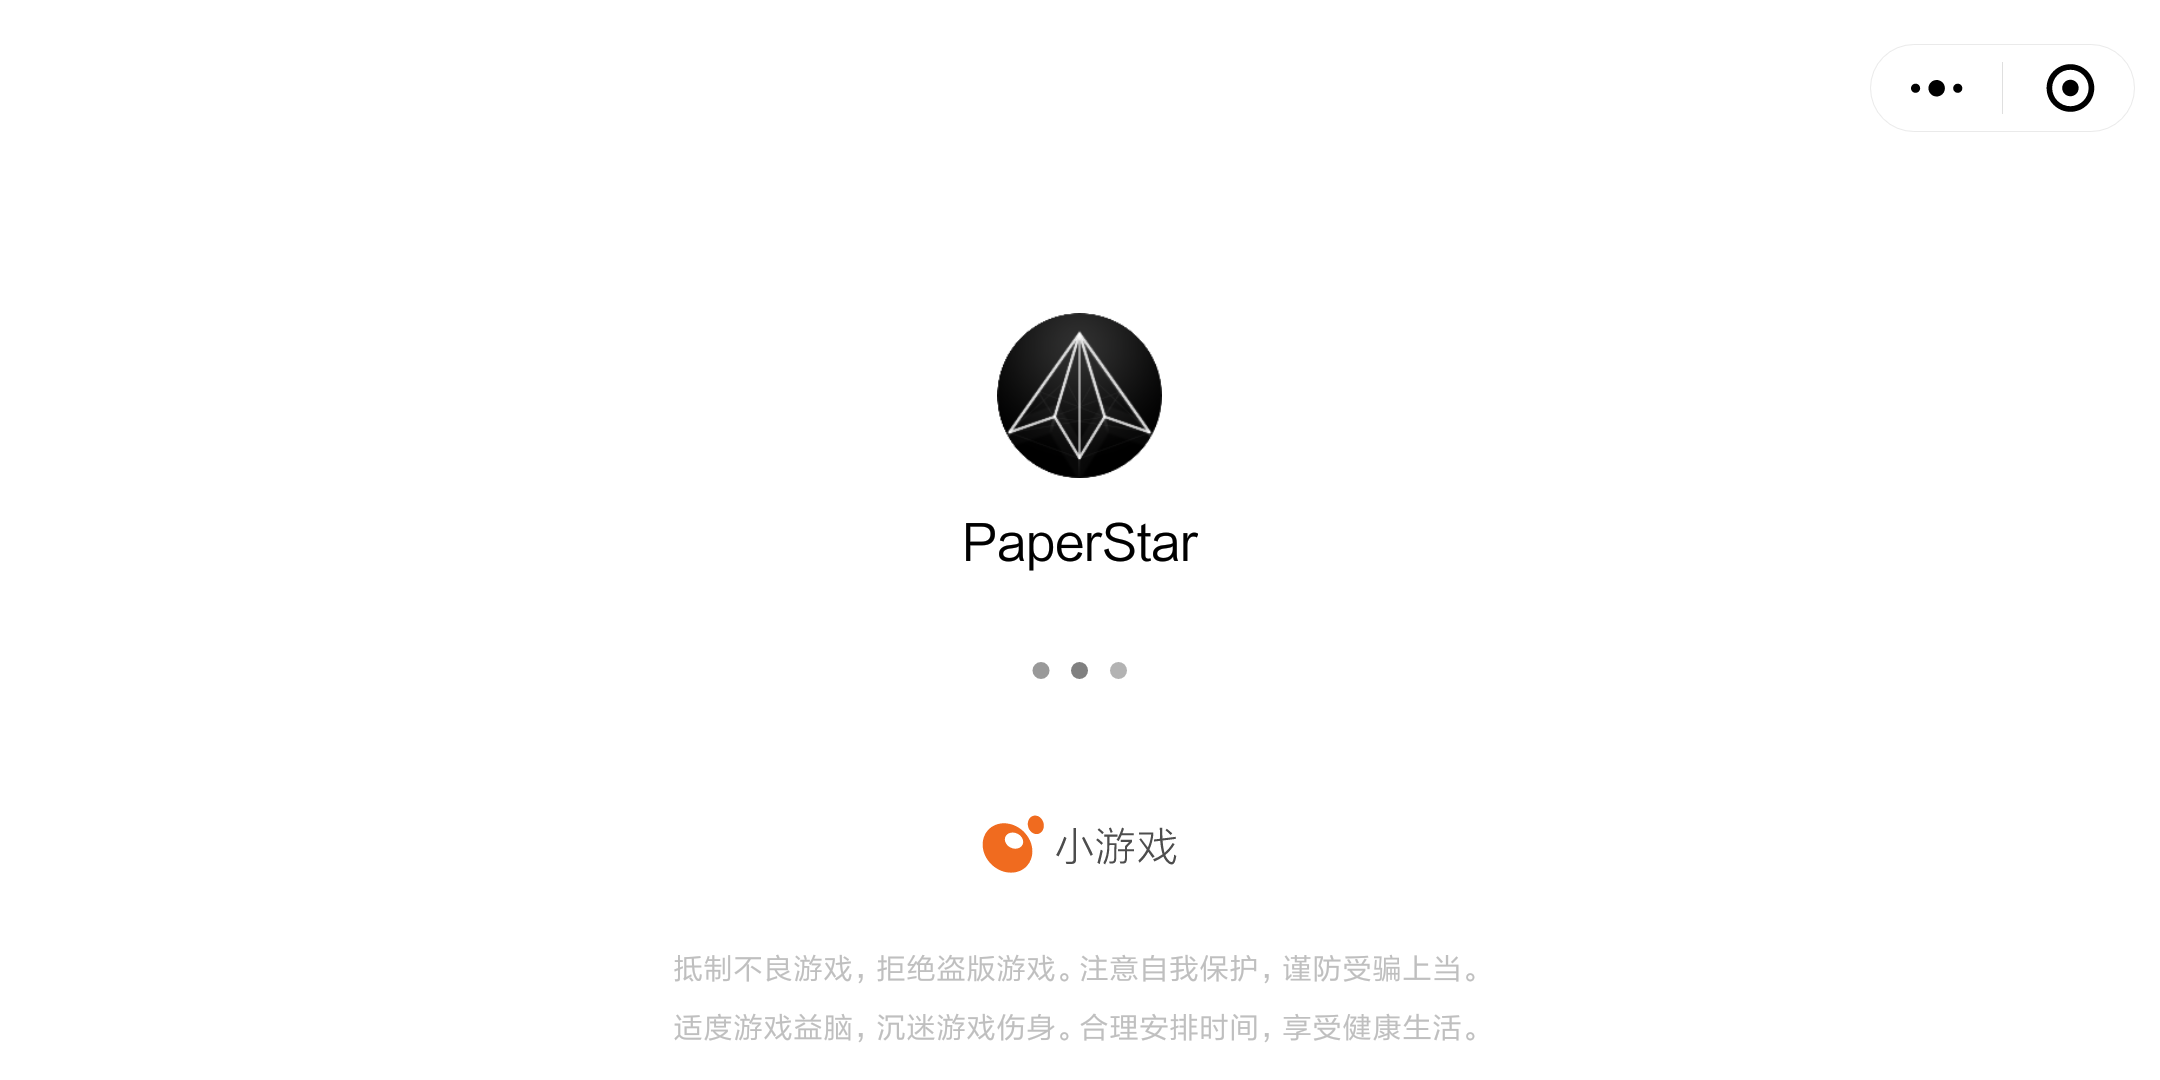 PaperStar
小游戏
抵制不良游戏，拒绝盗版游戏。注意自我保护，谨防受骗上当。
适度游戏益脑，沉迷游戏伤身。合理安排时间，享受健康生活。